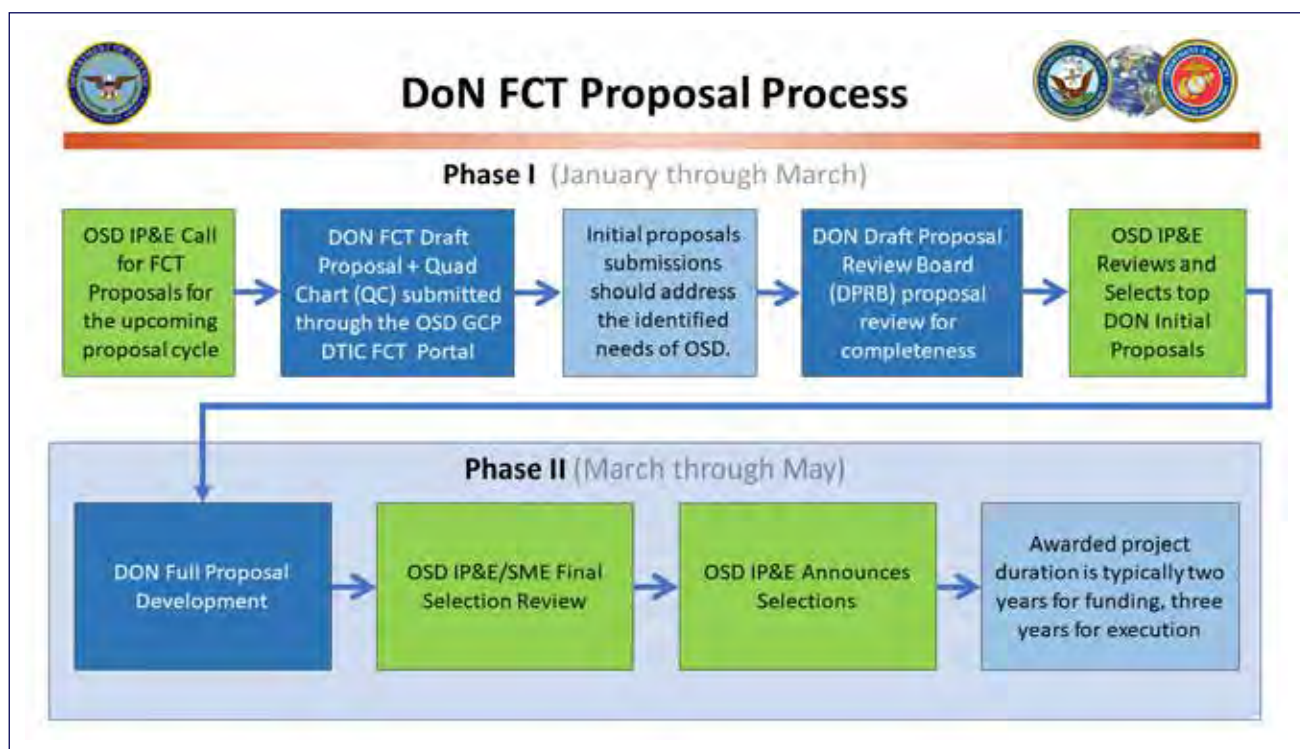 DoN FCT Proposal Process
Phase I (January through March)
OSD IP&E Call
for FCT
Proposals for
the upcoming
proposal cycle
DON FCT Draft
Proposal + Quad
Chart (QC) submitted
through the OSD GCP
DTIC FCT Portal
Initial proposals
submissions
should address
the identified
needs of OSD.
DON Draft Proposal
Review Board
(DPRB) proposal
review for
completeness
OSD IP&E
Reviews and
Selects top
DON Initial
Proposals
Phase II (March through May)
DON Full Proposal
Development
OSD IP&E/SME Final
Selection Review
OSD IP&E Announces
Selections
Awarded project
duration is typically two
years for funding, three
years for execution